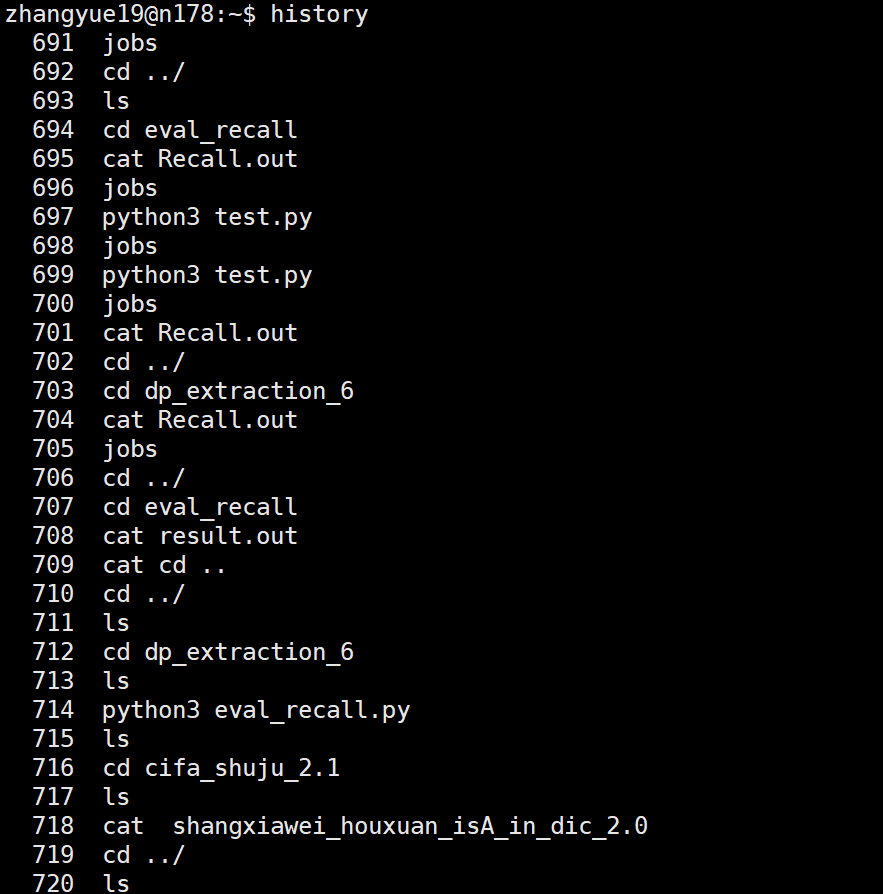 zhangyue19@n178:~$ history
691 jobs
692 cd ../
693 ls
694 cd eval_recall
695 cat Recall.out
696 jobs
697 python3 test.py
698 jobs
699 python3 test.py
700 jobs
701 cat Recall.out
702 cd ../
703 cd dp_extraction_6
704 cat Recall.out
705 jobs
706 cd ../
707 cd eval_recall
708 cat result.out
709 cat cd ..
710 cd ../
711 ls
712 cd dp_extraction_6
713 ls
714 python3 eval_recall.py
715 ls
716 cd cifa_shuju_2.1
717 ls
718 cat  shangxiawei_houxuan_isA_in_dic_2.0
719 cd ../
720 ls